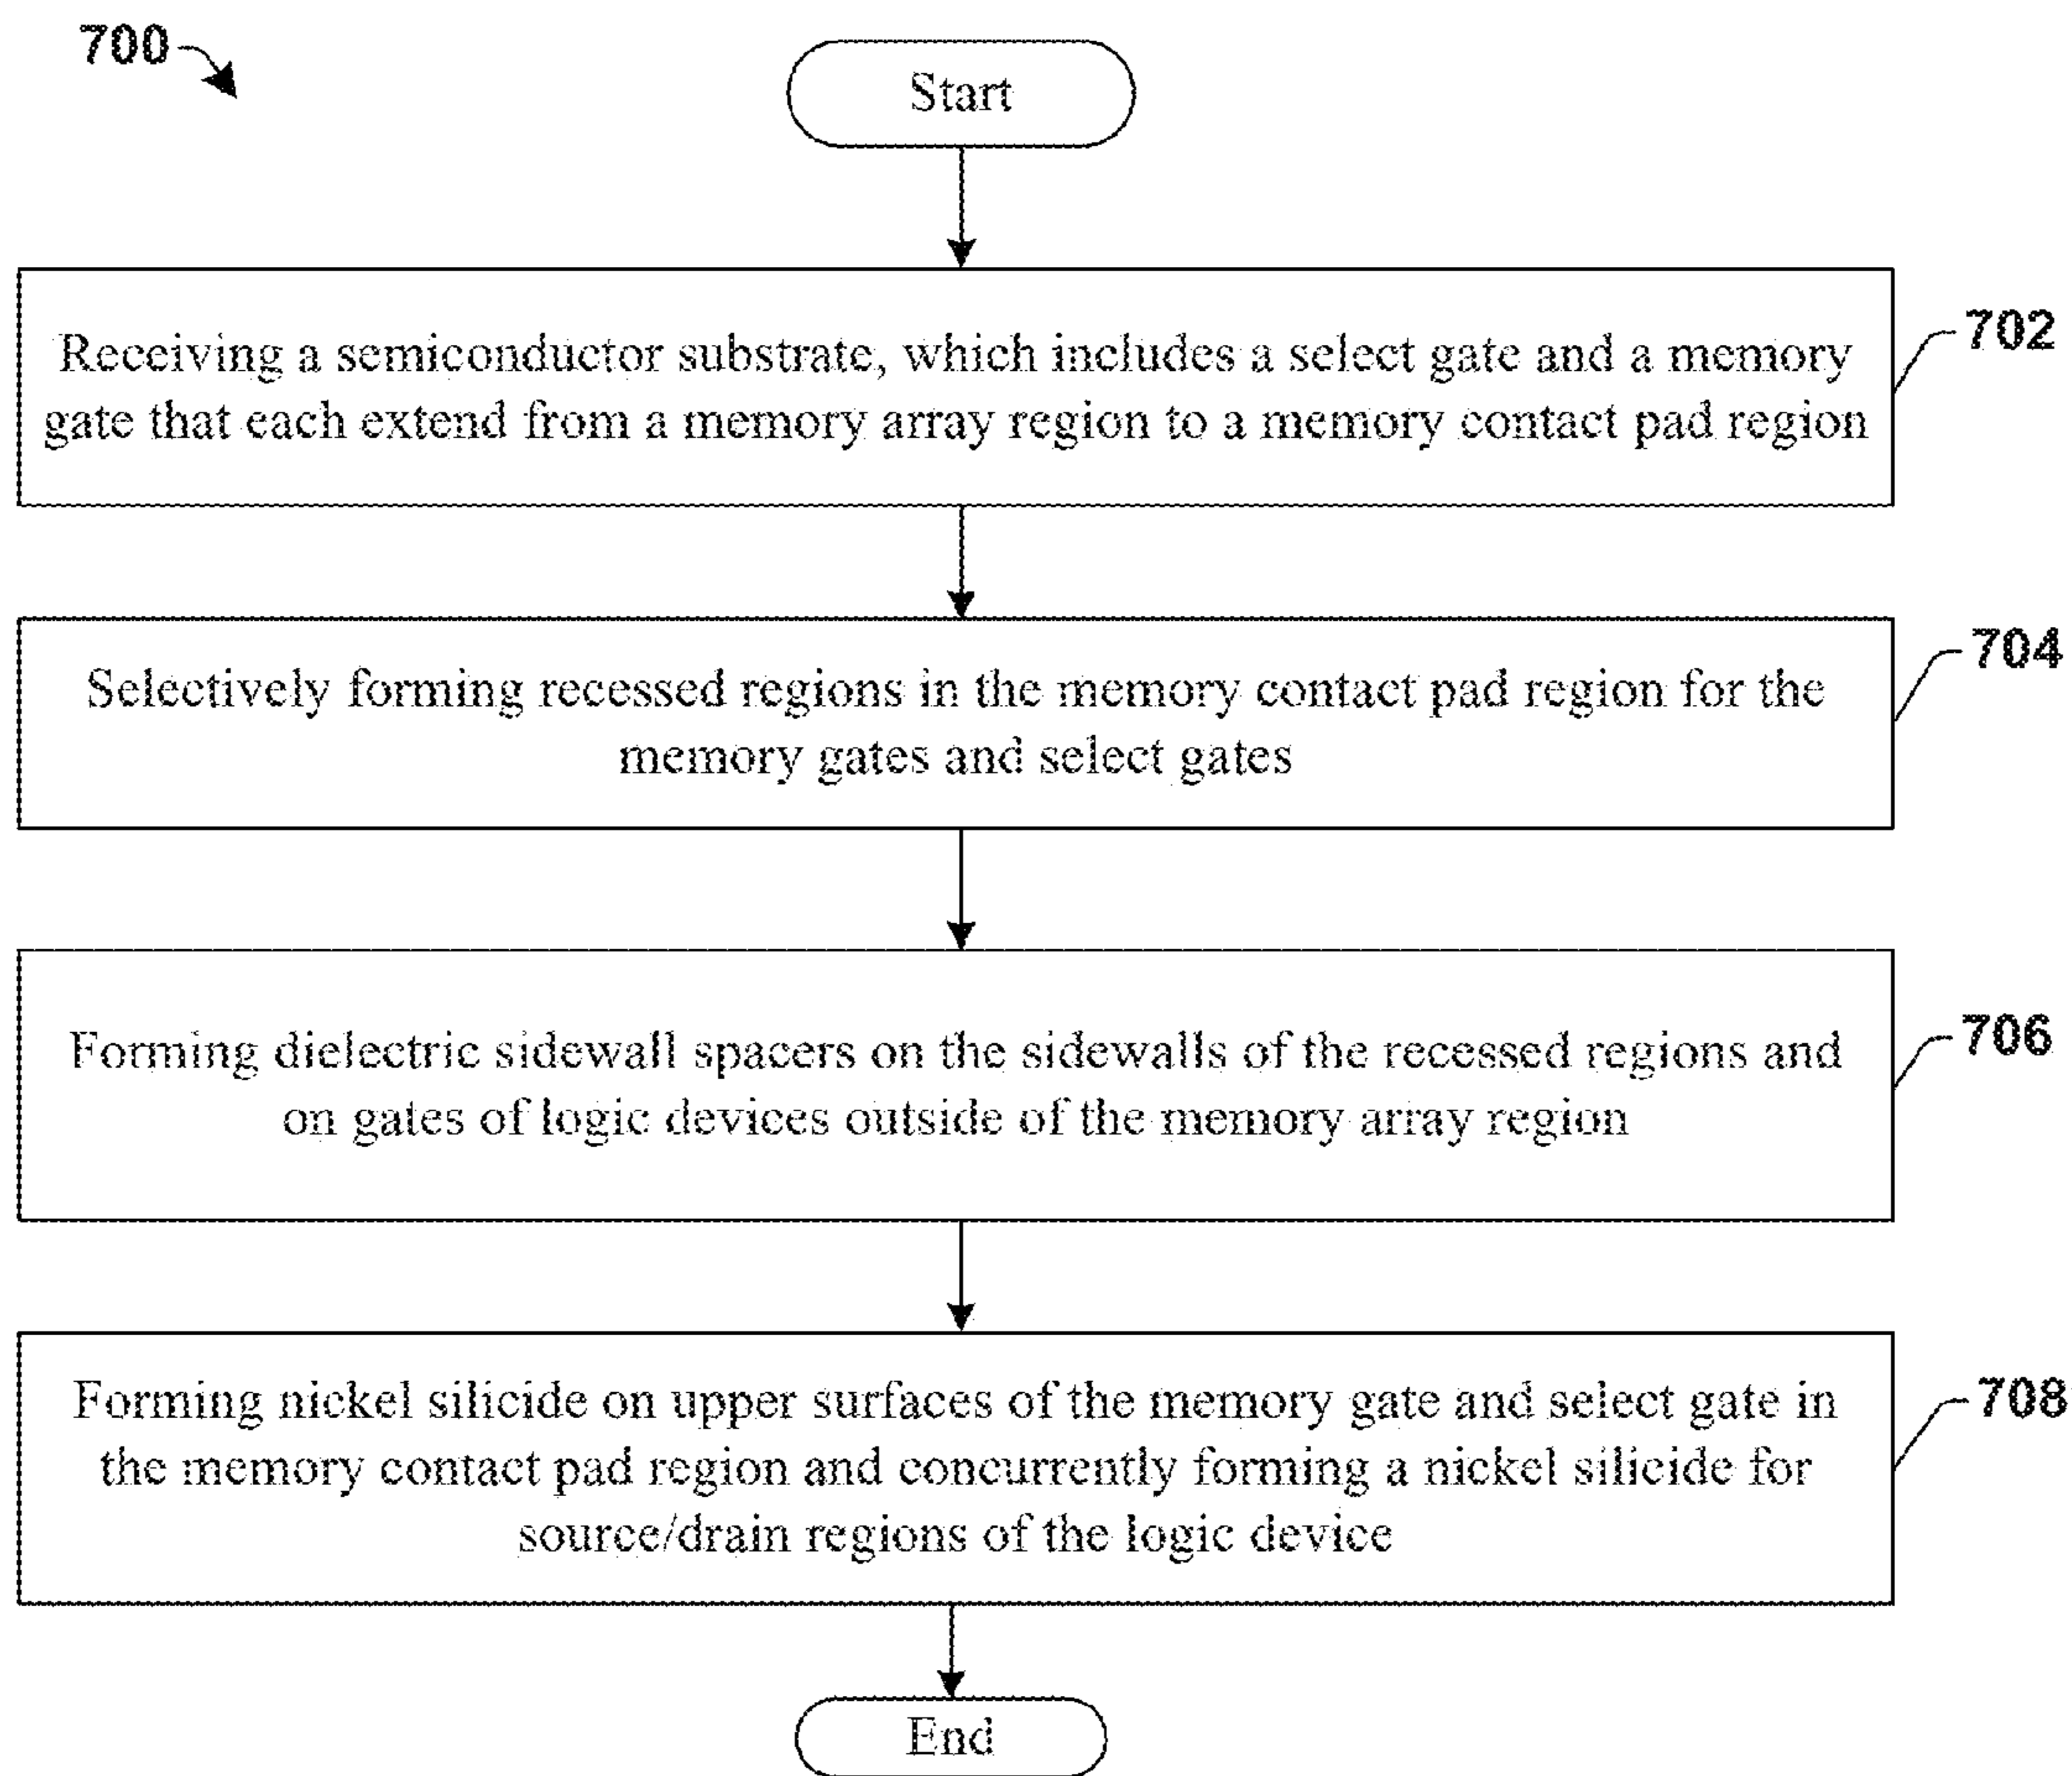 700
Start
Receiving a semiconductor substrate, which includes a select gate and a memory
gate that each extend from a memory array region to a memory contact pad region
702
Selectively forming recessed regions in the memory contact pad region for the
memory gates and select gates
704
Forming dielectric sidewall spacers on the sidewalls of the recessed regions and
on gates of logic devices outside of the memory array region
706
Forming nickel silicide on upper surfaces of the memory gate and select gate in
the memory contact pad region and concurrently forming a nickel silicide for
source/drain regions of the logic device
708
End